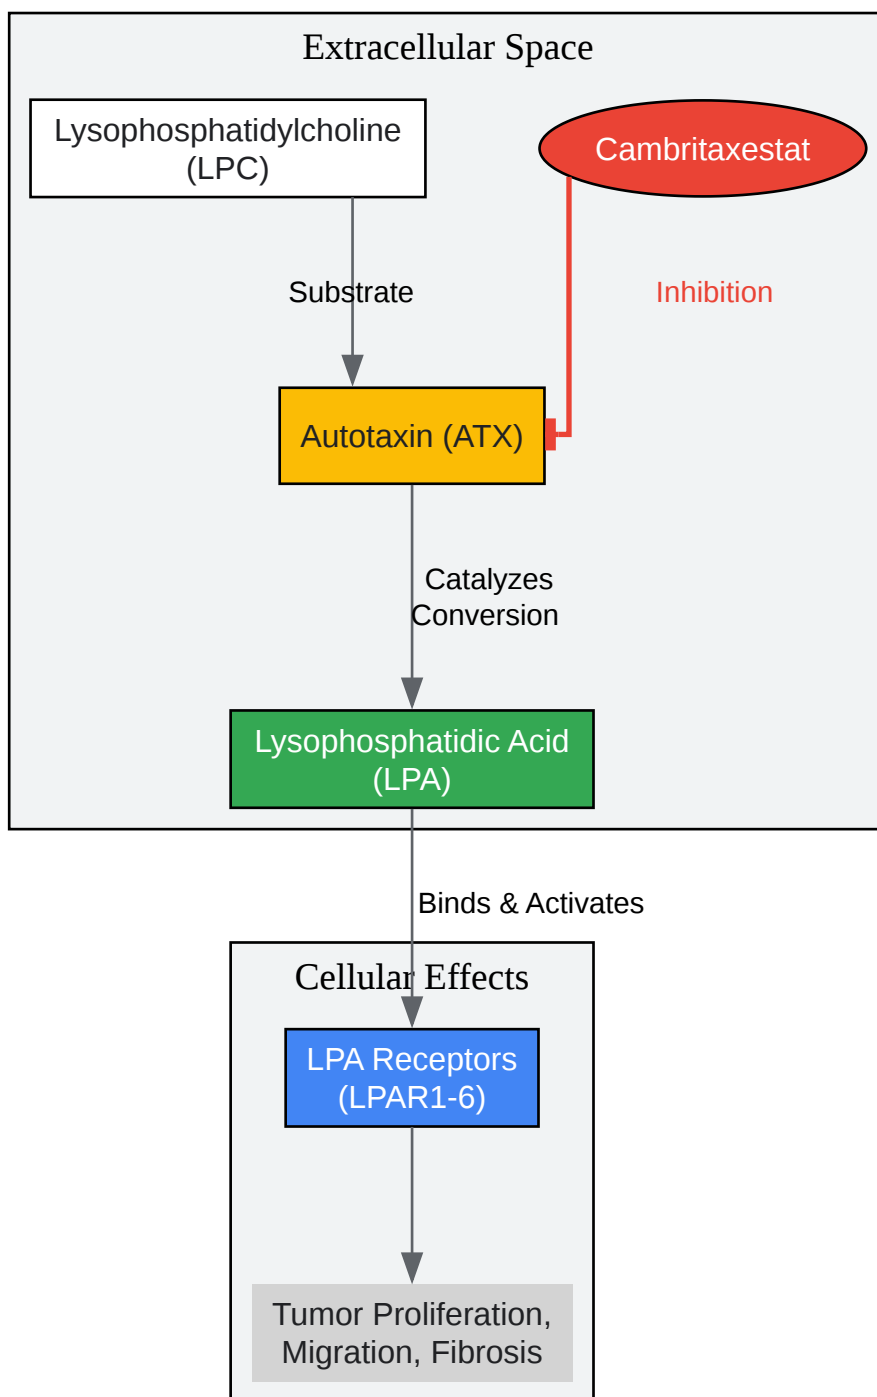 Extracellular Space
Lysophosphatidylcholine
(LPC)
Cambritaxestat
Substrate
Inhibition
Autotaxin (ATX)
Catalyzes
Conversion
Lysophosphatidic Acid
(LPA)
Binds & Activates
Cellular Effects
LPA Receptors
(LPAR1-6)
Tumor Proliferation,
Migration, Fibrosis